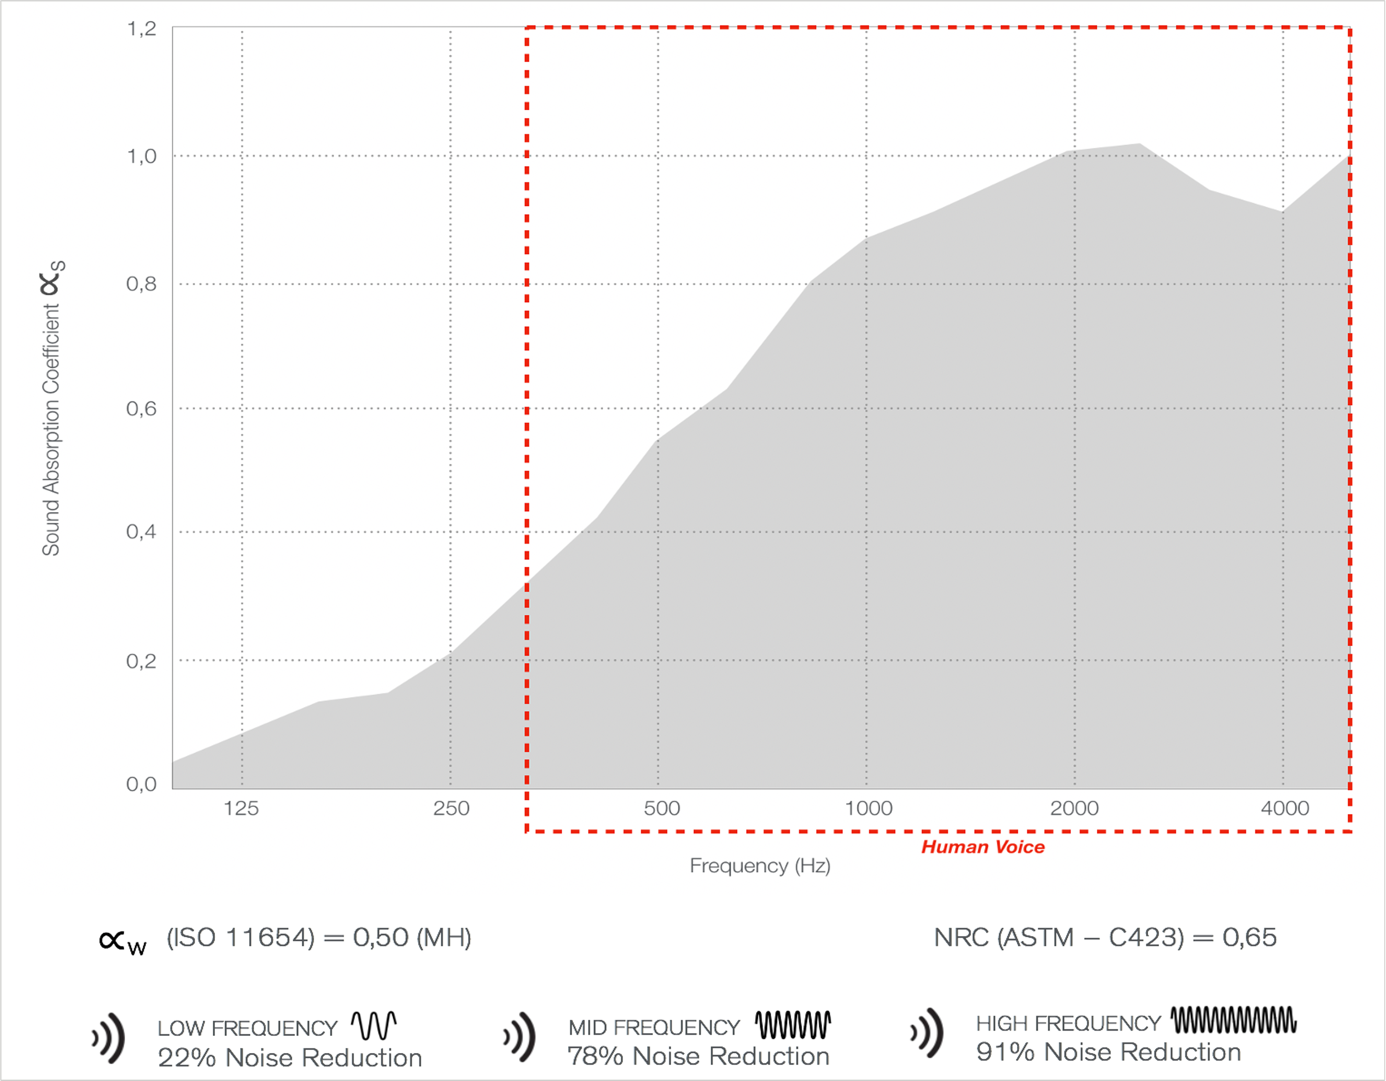 1,2
1,0
0,8
0,6
0,4
0,2
0,0
Sound Absorption Coefficient ∝S
125 250 500 1000 2000 4000
Human Voice
Frequency (Hz)
∝W (ISO 11654) = 0,50 (MH)
NRC (ASTM – C423) = 0,65
LOW FREQUENCY
22% Noise Reduction
MID FREQUENCY
78% Noise Reduction
HIGH FREQUENCY
91% Noise Reduction